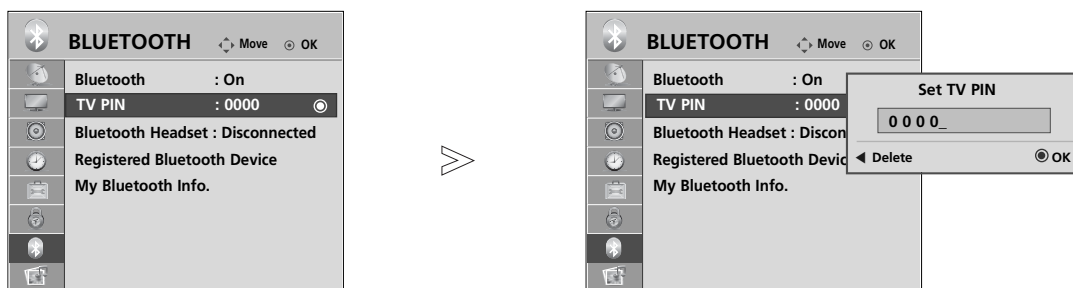 BLUETOOTH Move OK
Bluetooth : On
TV PIN : 0000
Bluetooth Headset : Disconnected
Registered Bluetooth Device
My Bluetooth Info.
BLUETOOTH Move OK
Bluetooth : On
TV PIN : 0000
Bluetooth Headset : Discon
Registered Bluetooth Devic
My Bluetooth Info.
Set TV PIN
0 0 0 0_
Delete OK